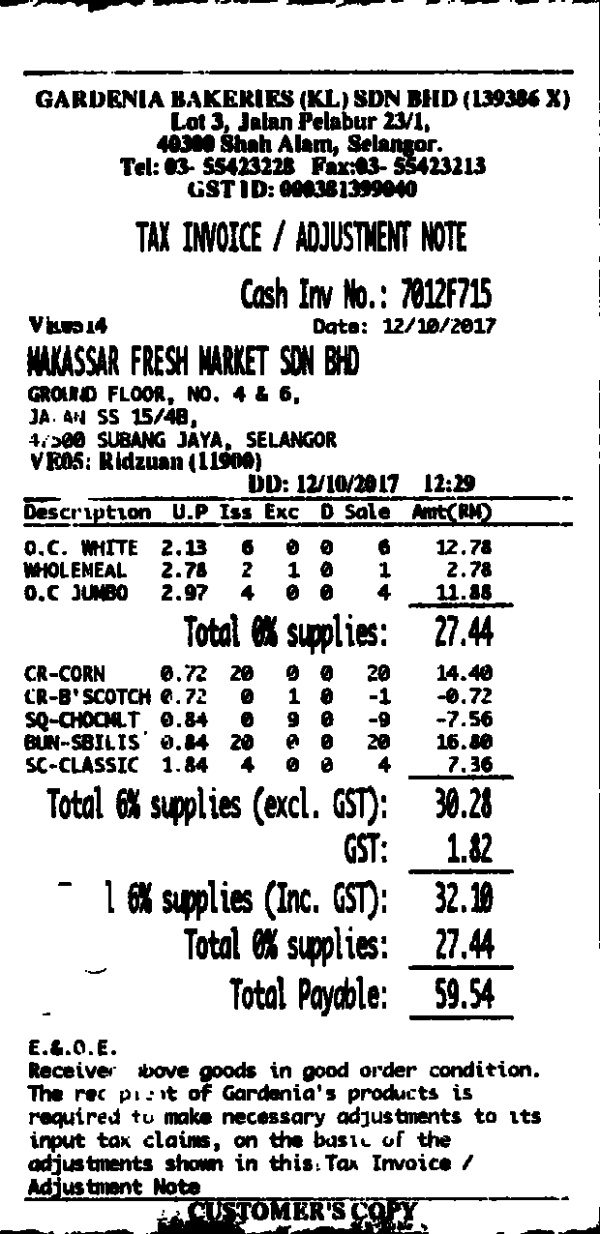 GARDENIA BAKERIES (KL) SDN BHD (139386 X)
Lot 3, Jalan Pelabur 23/1,
40300 Shah Alam, Selangor.
Tel: 03- 55423228 Fax:03- 55423213
GST ID: 000381399040
TAX INVOICE / ADJUSTMENT NOTE
Cash Inv No.: 7012F715
Date: 12/10/2017
MAKASSAR FRESH MARKET SDN BHD
GROUND FLOOR, NO. 4 & 6,
JALAN SS 15/4B,
47500 SUBANG JAYA, SELANGOR
VE05: Ridzuan (11900)
DD: 12/10/2017 12:29
Description U.P Iss Exc D Sale Amt(RM)
O.C. WHITE 2.13 6 0 0 6 12.78
WHOLEMEAL 2.78 2 1 0 1 2.78
O.C JUMBO 2.97 4 0 0 4 11.88
Total 0% supplies: 27.44
CR-CORN 0.72 20 0 0 20 14.40
CR-B'SCOTCH 0.72 0 1 0 -1 -0.72
SQ-CHOCMLT 0.84 0 9 0 -9 -7.56
BUN-SBILIS 0.84 20 0 0 20 16.80
SC-CLASSIC 1.84 4 0 0 4 7.36
Total 6% supplies (excl. GST): 30.28
GST: 1.82
6% supplies (Inc. GST): 32.10
Total 0% supplies: 27.44
Total Payable: 59.54
E.&.O.E.
Received above goods in good order condition.
The recipient of Gardenia's products is
required to make necessary adjustments to its
input tax claims, on the basis of the
adjustments shown in this Tax Invoice /
Adjustment Note
CUSTOMER'S COPY